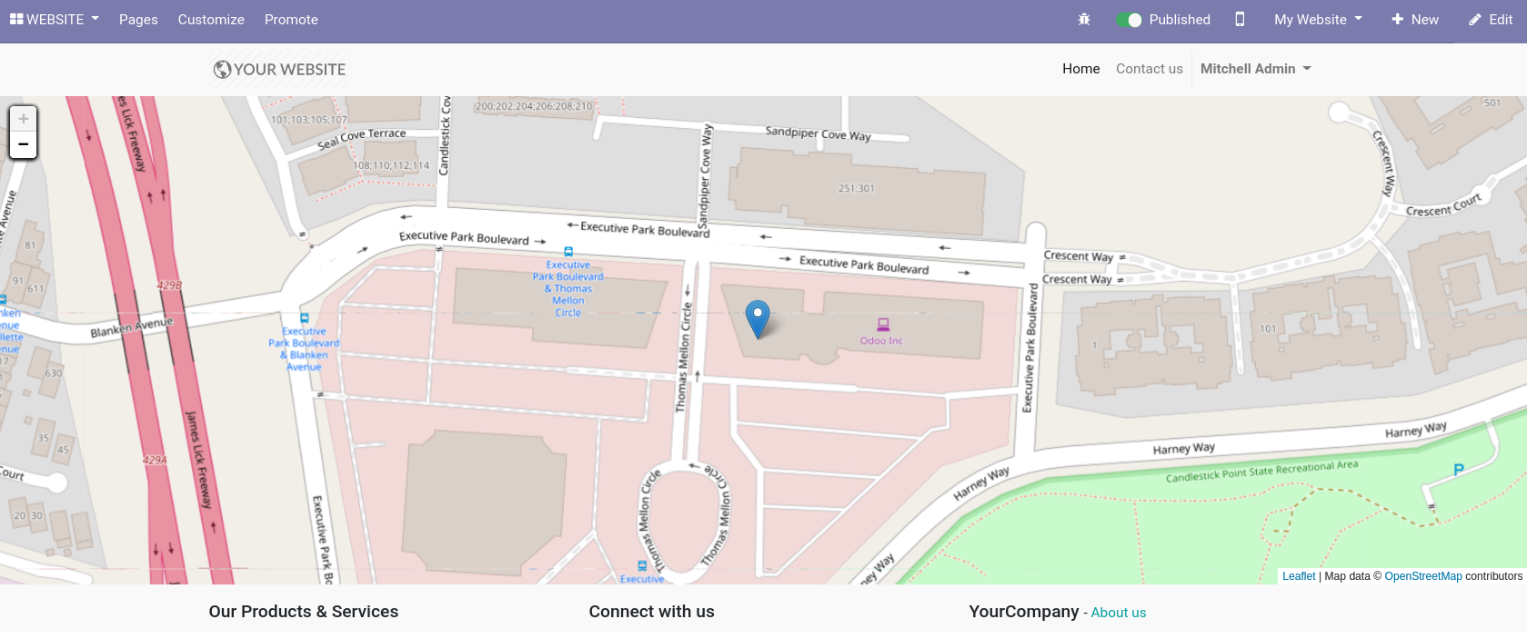 WEBSITE Pages Customize Promote Published My Website New Edit
YOUR WEBSITE Home Contact us Mitchell Admin
+
−
101;103;105;107
Seal Cove Terrace
108;110;112;114
Candlestick Cov
200;202;204;206;208;210
Sandpiper Cove Way
Sandpiper Cove Way
251;301
501
Crescent Way
Crescent Court
James Lick Freeway
Avenue
81
91
611
429B
Executive Park Boulevard
Executive Park Boulevard
Executive Park Boulevard
Crescent Way
Crescent Way
Executive
Park Boulevard
& Thomas
Mellon
Circle
Blanken Avenue
Executive
Park Boulevard
& Blanken
Avenue
Thomas Mellon Circle
Odoo Inc.
Executive Park Boulevard
1
101
630
35
45
429A
James Lick Freeway
Court
20
30
Executive Park Bo
Thomas Mellon Circle
Thomas Mellon Circle
Executive
Harney Way
Harney Way
Harney Way
Candlestick Point State Recreational Area
P
ney Way
Leaflet | Map data © OpenStreetMap contributors
Our Products & Services Connect with us YourCompany - About us